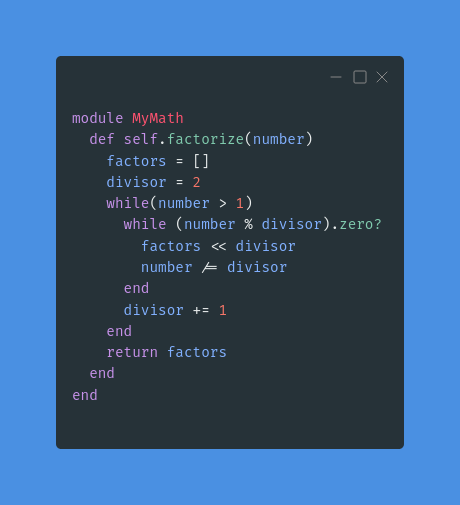 module MyMath
  def self.factorize(number)
    factors = []
    divisor = 2
    while(number > 1)
      while (number % divisor).zero?
        factors << divisor
        number /= divisor
      end
      divisor += 1
    end
    return factors
  end
end